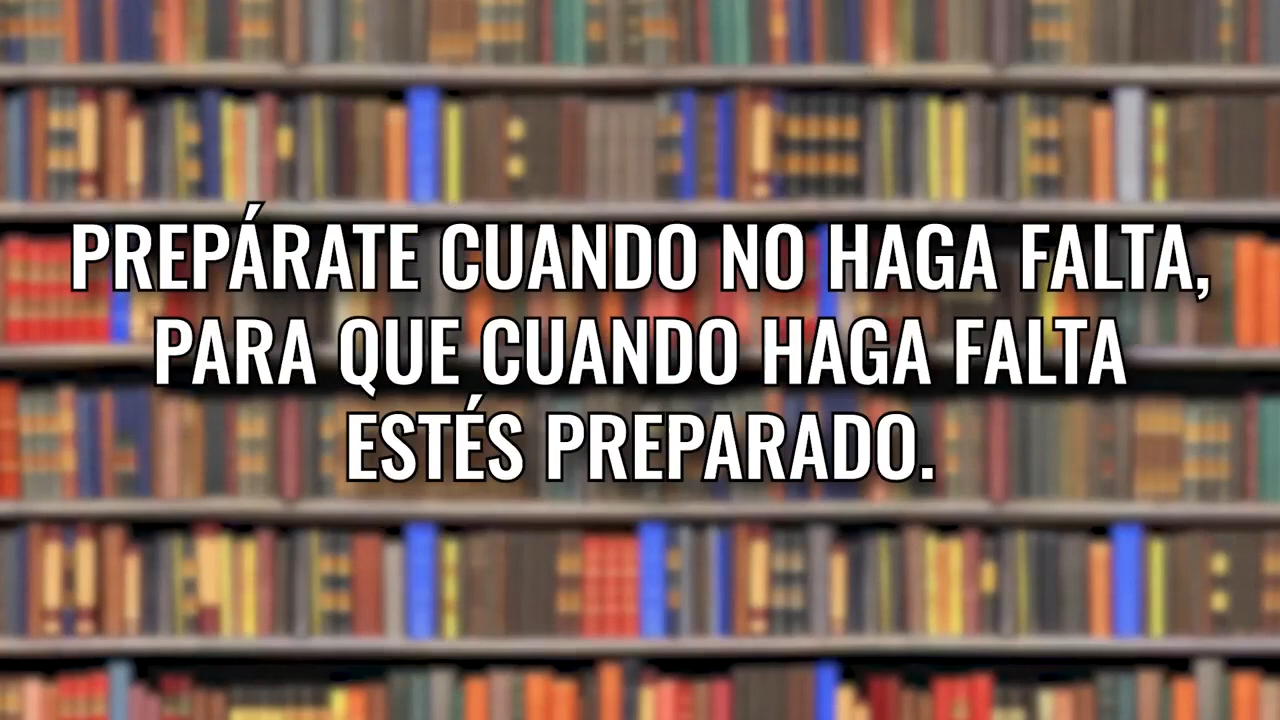 PREPÁRATE CUANDO NO HAGA FALTA,
PARA QUE CUANDO HAGA FALTA
ESTÉS PREPARADO.